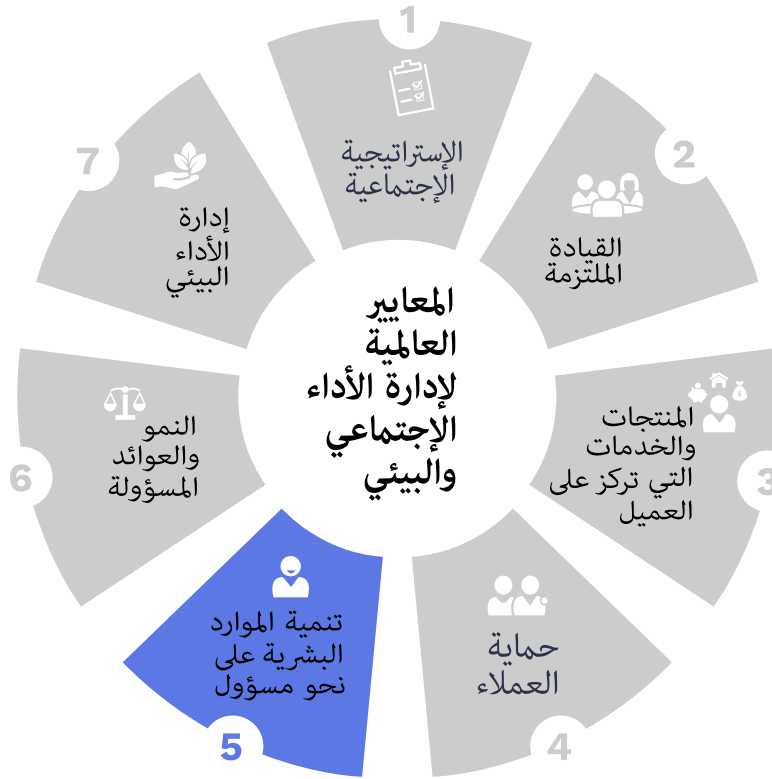 المعايير
العالمية
لإدارة الأداء
الإجتماعي
والبيئي
1
الإستراتيجية
الإجتماعية
2
القيادة
الملتزمة
3
المنتجات
والخدمات
التي تركز على
العميل
4
حماية
العملاء
5
تنمية الموارد
البشرية على
نحو مسؤول
6
النمو
والعوائد
المسؤولة
7
إدارة
الأداء
البيئي